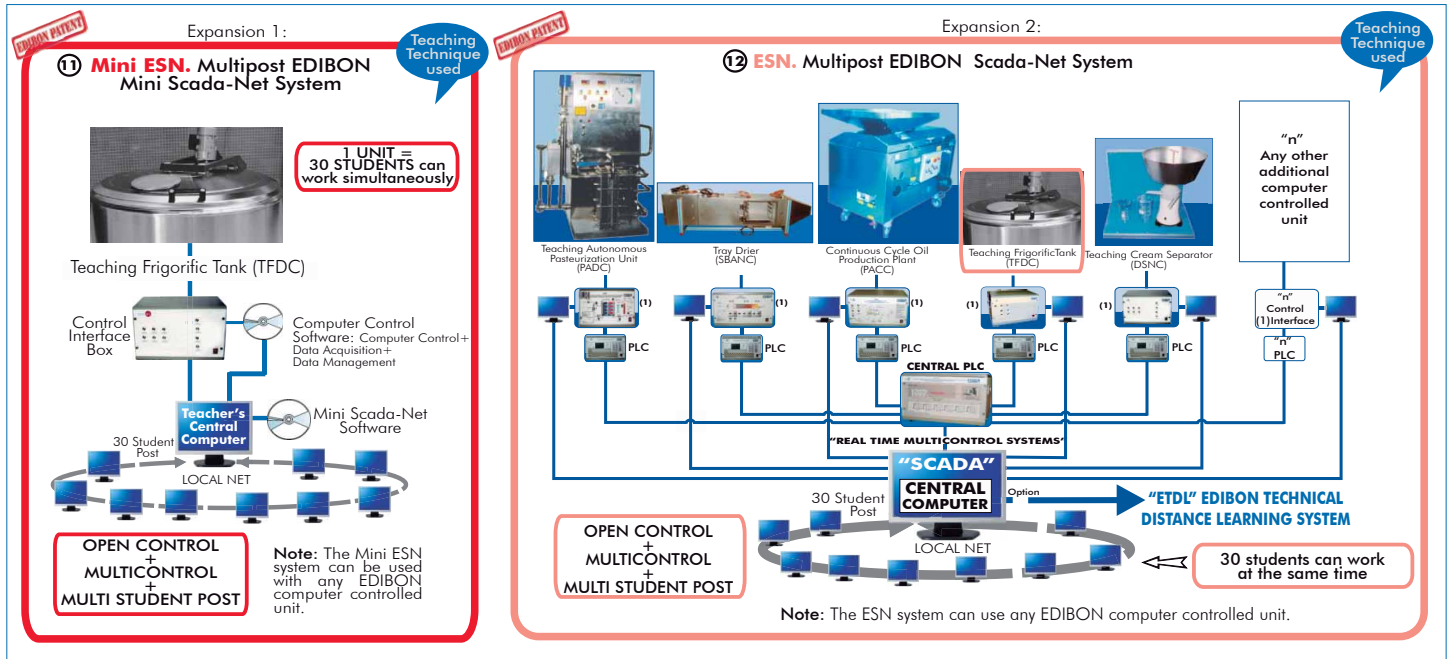 EDIBON PATENT
Expansion 1:
Teaching
Technique
used
11 Mini ESN. Multipost EDIBON
Mini Scada-Net System
1 UNIT =
30 STUDENTS can
work simultaneously
Teaching Frigorific Tank (TFDC)
Control
Interface
Box
Computer Control
Software: Computer Control+
Data Acquisition+
Data Management
Teacher's
Central
Computer
Mini Scada-Net
Software
30 Student
Post
LOCAL NET
OPEN CONTROL
+
MULTICONTROL
+
MULTI STUDENT POST
Note: The Mini ESN
system can be used
with any EDIBON
computer controlled
unit.
EDIBON PATENT
Expansion 2:
Teaching
Technique
used
12 ESN. Multipost EDIBON Scada-Net System
Teaching Autonomous
Pasteurization Unit
(PADC)
Tray Drier
(SBANC)
Continuous Cycle Oil
Production Plant
(PACC)
Teaching FrigorificTank
(TFDC)
Teaching Cream Separator
(DSNC)
"n"
Any other
additional
computer
controlled
unit
(1)
(1)
(1)
(1)
(1)
"n"
Control
(1)Interface
PLC
PLC
PLC
PLC
PLC
"n"
PLC
CENTRAL PLC
"REAL TIME MULTICONTROL SYSTEMS"
"SCADA"
CENTRAL
COMPUTER
Option
"ETDL" EDIBON TECHNICAL
DISTANCE LEARNING SYSTEM
30 Student
Post
LOCAL NET
OPEN CONTROL
+
MULTICONTROL
+
MULTI STUDENT POST
30 students can work
at the same time
Note: The ESN system can use any EDIBON computer controlled unit.